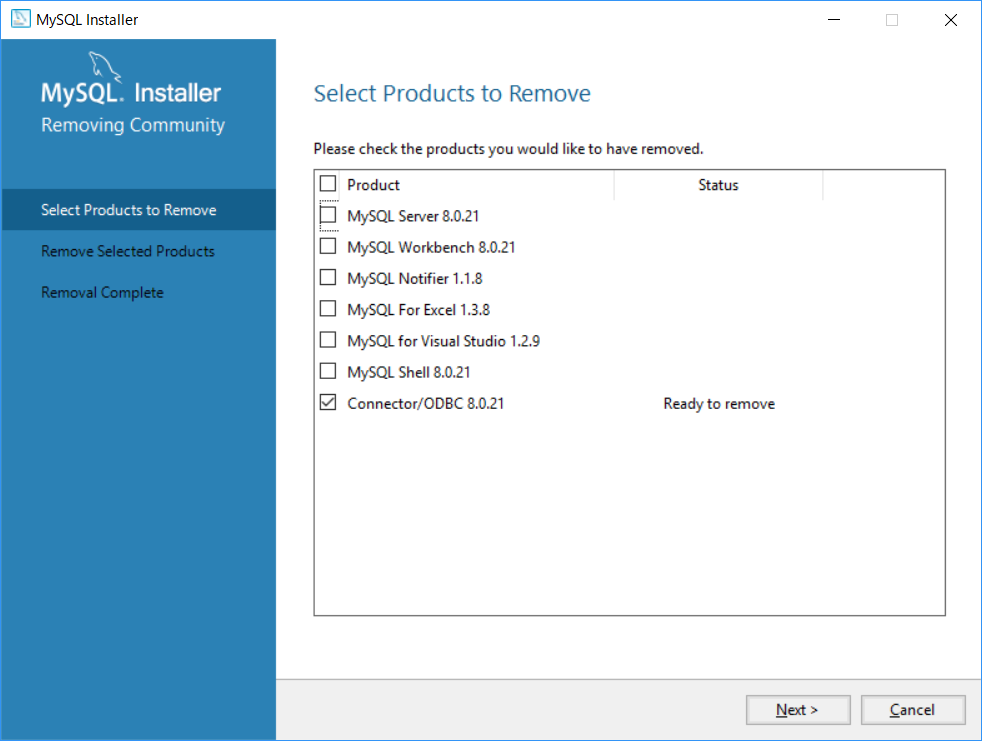 MySQL Installer
MySQL. Installer
Removing Community
Select Products to Remove
Remove Selected Products
Removal Complete
Select Products to Remove
Please check the products you would like to have removed.
Product Status
MySQL Server 8.0.21
MySQL Workbench 8.0.21
MySQL Notifier 1.1.8
MySQL For Excel 1.3.8
MySQL for Visual Studio 1.2.9
MySQL Shell 8.0.21
Connector/ODBC 8.0.21 Ready to remove
Next > Cancel